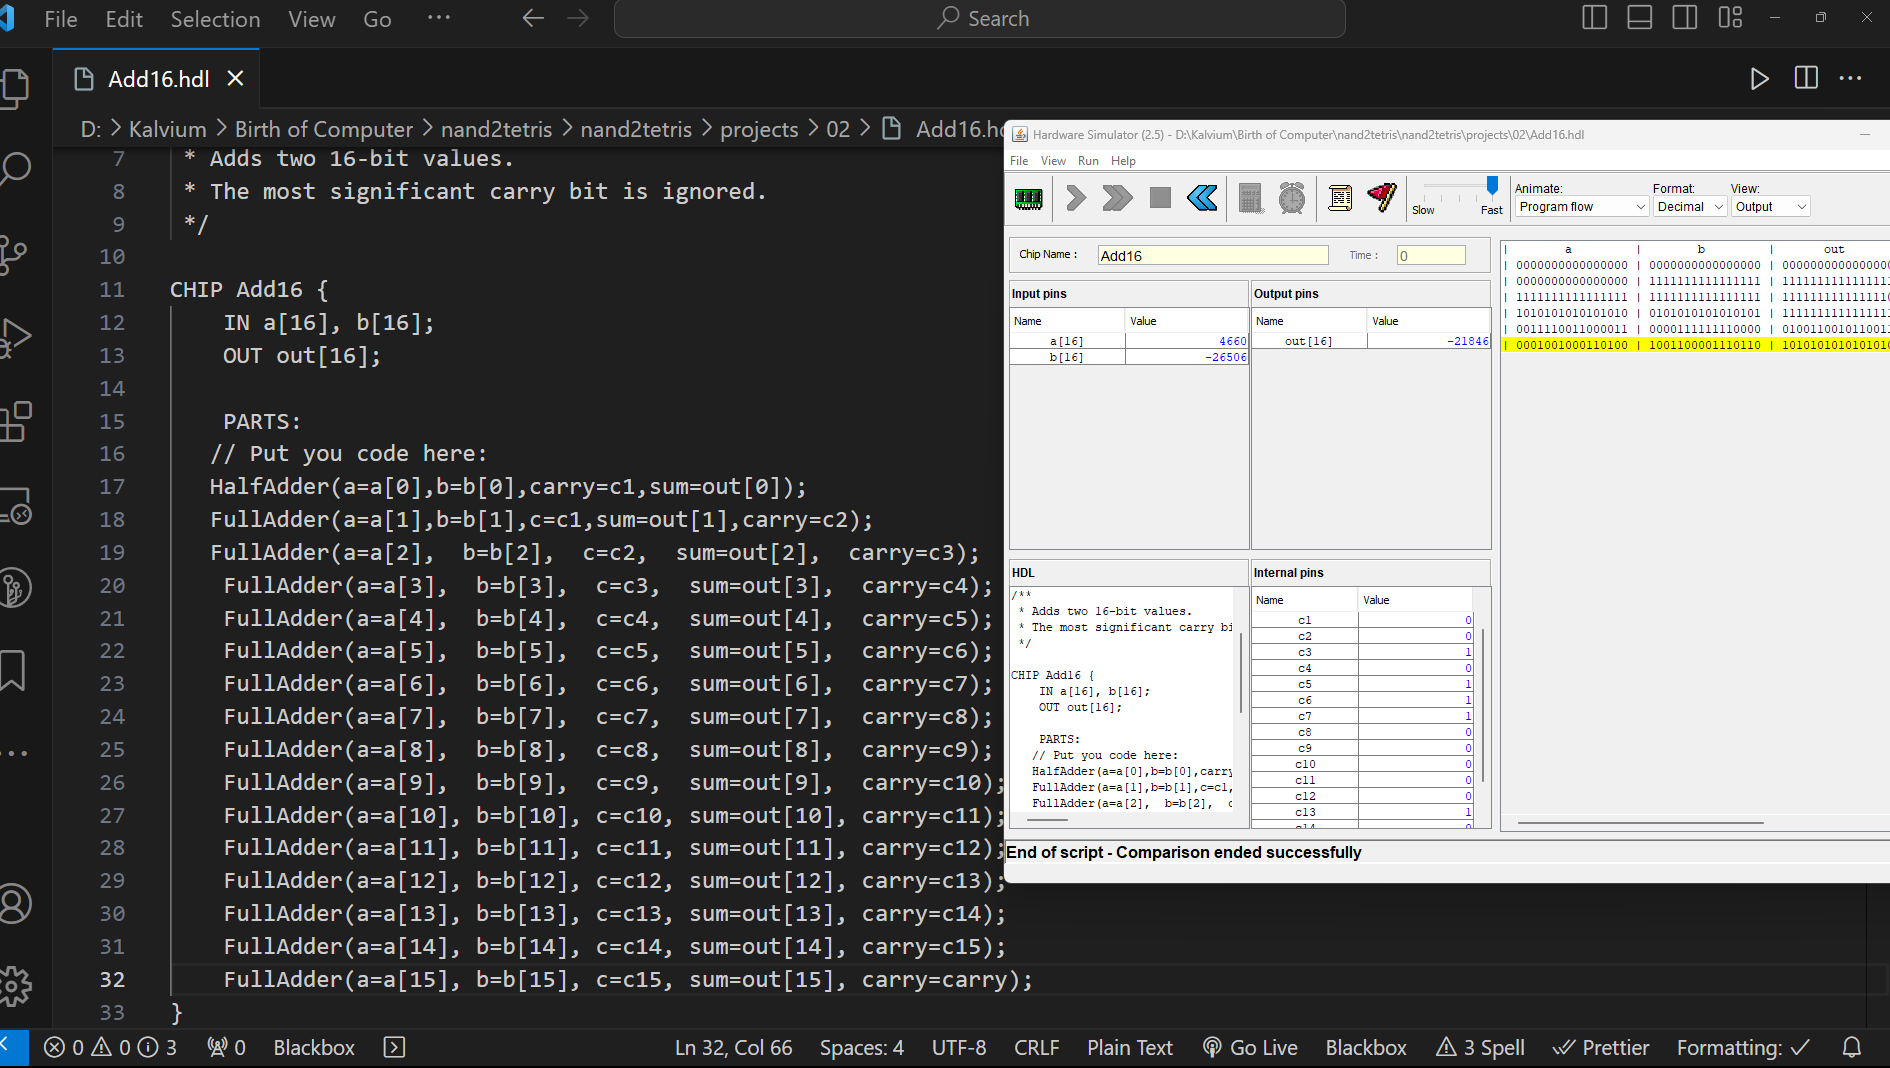 File Edit Selection View Go ··· Search
Add16.hdl
D: > Kalvium > Birth of Computer > nand2tetris > nand2tetris > projects > 02 > Add16.hd
7 * Adds two 16-bit values.
8 * The most significant carry bit is ignored.
9 */
10
11 CHIP Add16 {
12 IN a[16], b[16];
13 OUT out[16];
14
15 PARTS:
16 // Put you code here:
17 HalfAdder(a=a[0],b=b[0],carry=c1,sum=out[0]);
18 FullAdder(a=a[1],b=b[1],c=c1,sum=out[1],carry=c2);
19 FullAdder(a=a[2], b=b[2], c=c2, sum=out[2], carry=c3);
20 FullAdder(a=a[3], b=b[3], c=c3, sum=out[3], carry=c4);
21 FullAdder(a=a[4], b=b[4], c=c4, sum=out[4], carry=c5);
22 FullAdder(a=a[5], b=b[5], c=c5, sum=out[5], carry=c6);
23 FullAdder(a=a[6], b=b[6], c=c6, sum=out[6], carry=c7);
24 FullAdder(a=a[7], b=b[7], c=c7, sum=out[7], carry=c8);
25 FullAdder(a=a[8], b=b[8], c=c8, sum=out[8], carry=c9);
26 FullAdder(a=a[9], b=b[9], c=c9, sum=out[9], carry=c10);
27 FullAdder(a=a[10], b=b[10], c=c10, sum=out[10], carry=c11);
28 FullAdder(a=a[11], b=b[11], c=c11, sum=out[11], carry=c12);
29 FullAdder(a=a[12], b=b[12], c=c12, sum=out[12], carry=c13);
30 FullAdder(a=a[13], b=b[13], c=c13, sum=out[13], carry=c14);
31 FullAdder(a=a[14], b=b[14], c=c14, sum=out[14], carry=c15);
32 FullAdder(a=a[15], b=b[15], c=c15, sum=out[15], carry=carry);
33 }
Hardware Simulator (2.5) - D:\Kalvium\Birth of Computer\nand2tetris\nand2tetris\projects\02\Add16.hdl
File View Run Help
Slow Fast
Animate: Format: View:
Program flow Decimal Output
Chip Name : Add16 Time : 0
Input pins
Name Value
a[16] 4660
b[16] -26506
Output pins
Name Value
out[16] -21846
HDL
/**
* Adds two 16-bit values.
* The most significant carry bi
*/
CHIP Add16 {
IN a[16], b[16];
OUT out[16];
PARTS:
// Put you code here:
HalfAdder(a=a[0],b=b[0],carry
FullAdder(a=a[1],b=b[1],c=c1,
FullAdder(a=a[2], b=b[2], c
Internal pins
Name Value
c1 0
c2 0
c3 1
c4 0
c5 1
c6 1
c7 1
c8 0
c9 0
c10 0
c11 0
c12 0
c13 1
c14 0
| a | b | out
| 0000000000000000 | 0000000000000000 | 0000000000000000
| 0000000000000000 | 1111111111111111 | 1111111111111111
| 1111111111111111 | 1111111111111111 | 1111111111111110
| 1010101010101010 | 0101010101010101 | 1111111111111111
| 0011110011000011 | 0000111111110000 | 0100110010110011
| 0001001000110100 | 1001100001110110 | 1010101010101010
End of script - Comparison ended successfully
0 0 3 0 Blackbox Ln 32, Col 66 Spaces: 4 UTF-8 CRLF Plain Text Go Live Blackbox 3 Spell Prettier Formatting: ✓